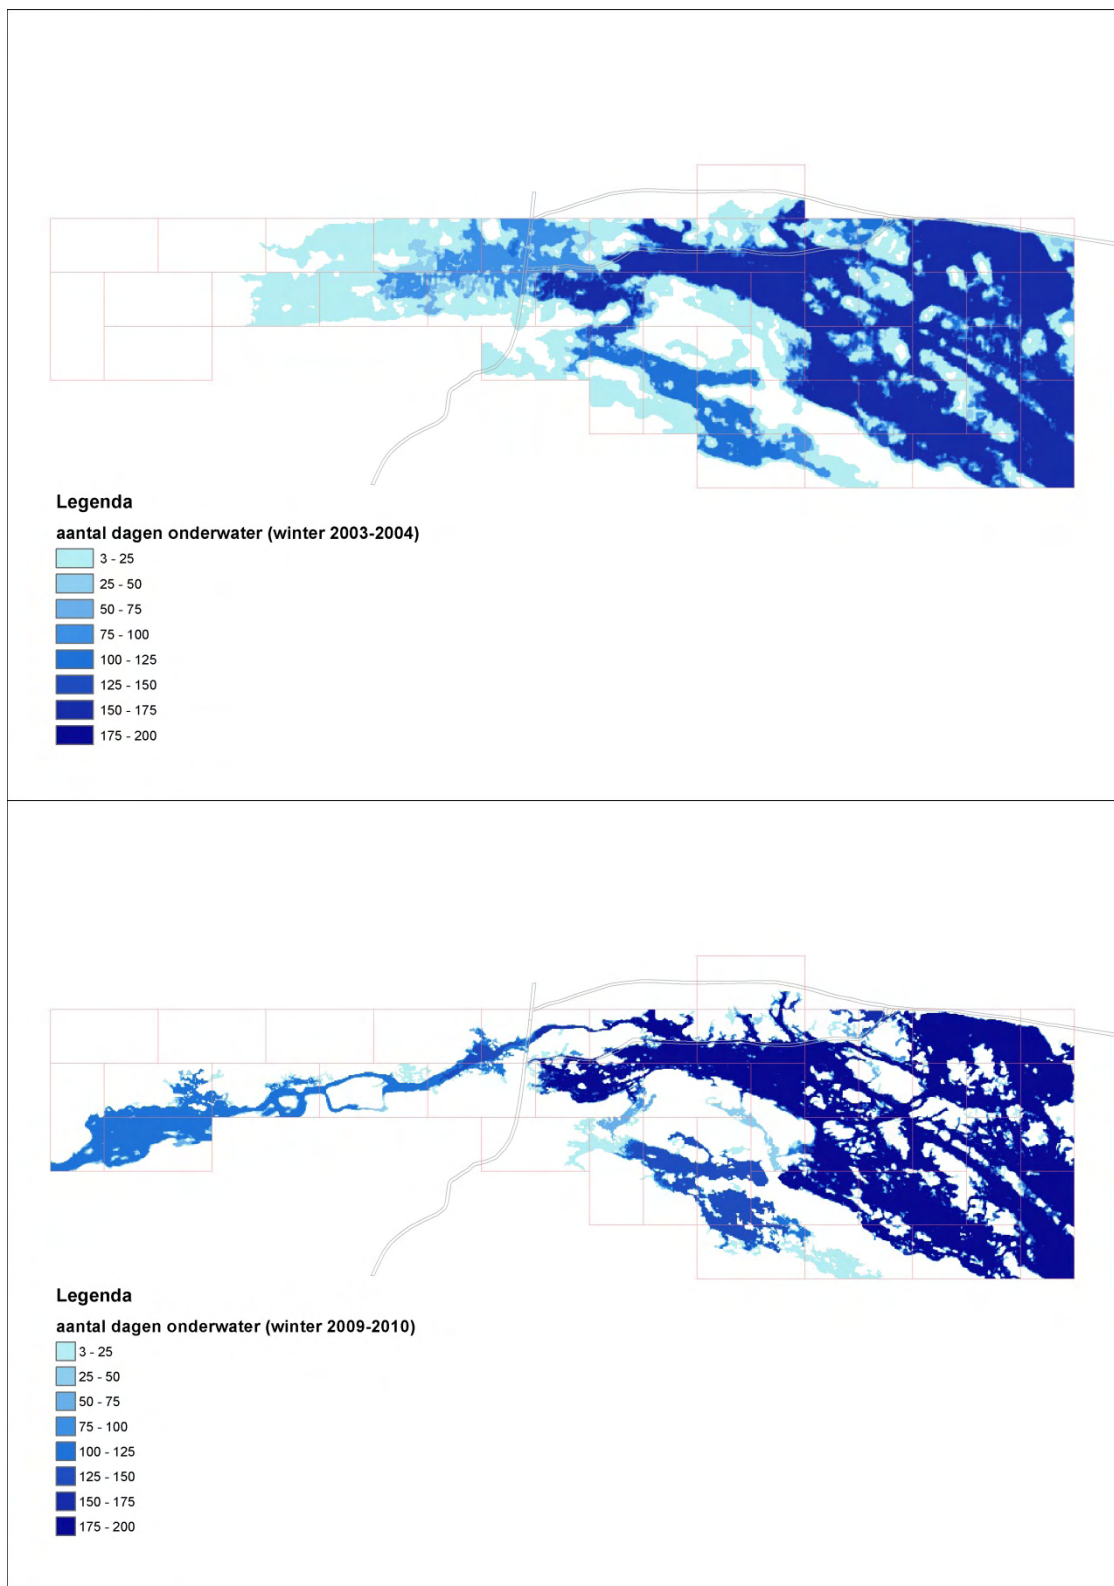 Legenda
aantal dagen onderwater (winter 2003-2004)
3 - 25
25 - 50
50 - 75
75 - 100
100 - 125
125 - 150
150 - 175
175 - 200
Legenda
aantal dagen onderwater (winter 2009-2010)
3 - 25
25 - 50
50 - 75
75 - 100
100 - 125
125 - 150
150 - 175
175 - 200